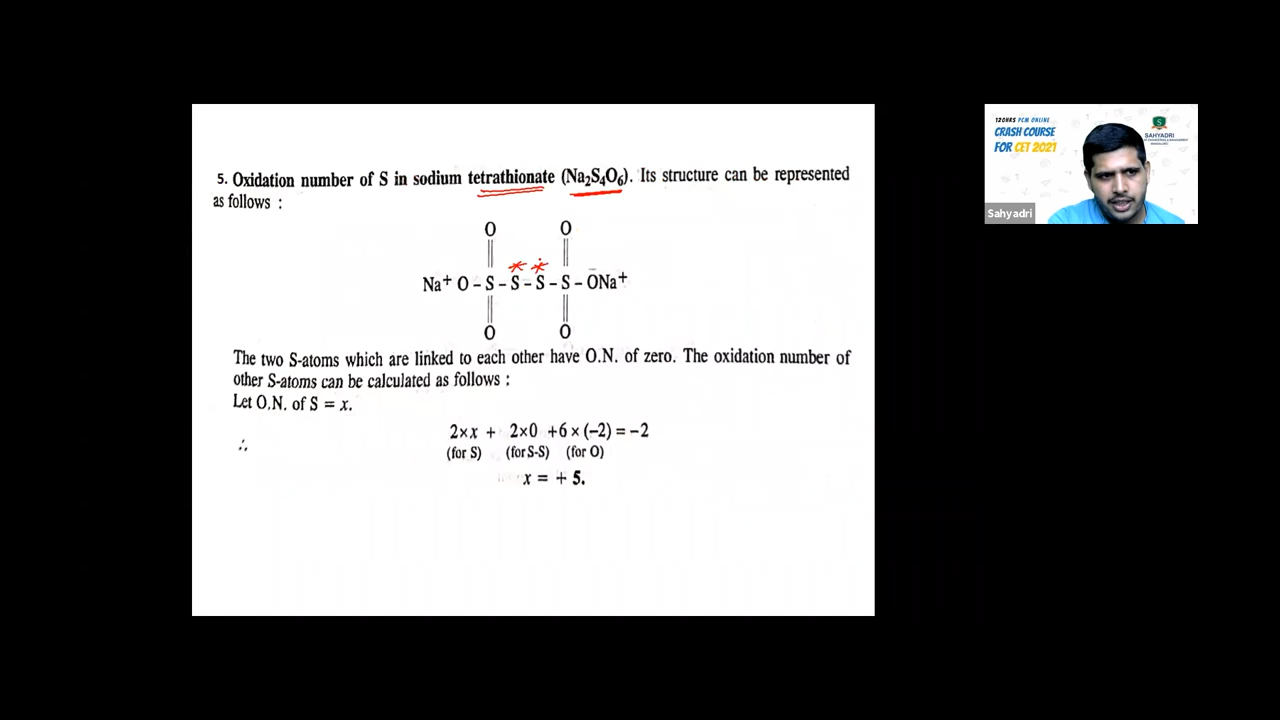 5. Oxidation number of S in sodium tetrathionate (Na₂S₄O₆). Its structure can be represented
as follows :
O O
|| ||
Na⁺ O – S – S – S – S – ŌNa⁺
|| ||
O O
The two S-atoms which are linked to each other have O.N. of zero. The oxidation number of
other S-atoms can be calculated as follows :
Let O.N. of S = x.
∴ 2×x + 2×0 +6 × (–2) = –2
(for S) (for S-S) (for O)
x = + 5.
120HRS PCM ONLINE
CRASH COURSE
FOR CET 2021
S
SAHYADRI
Sahyadri